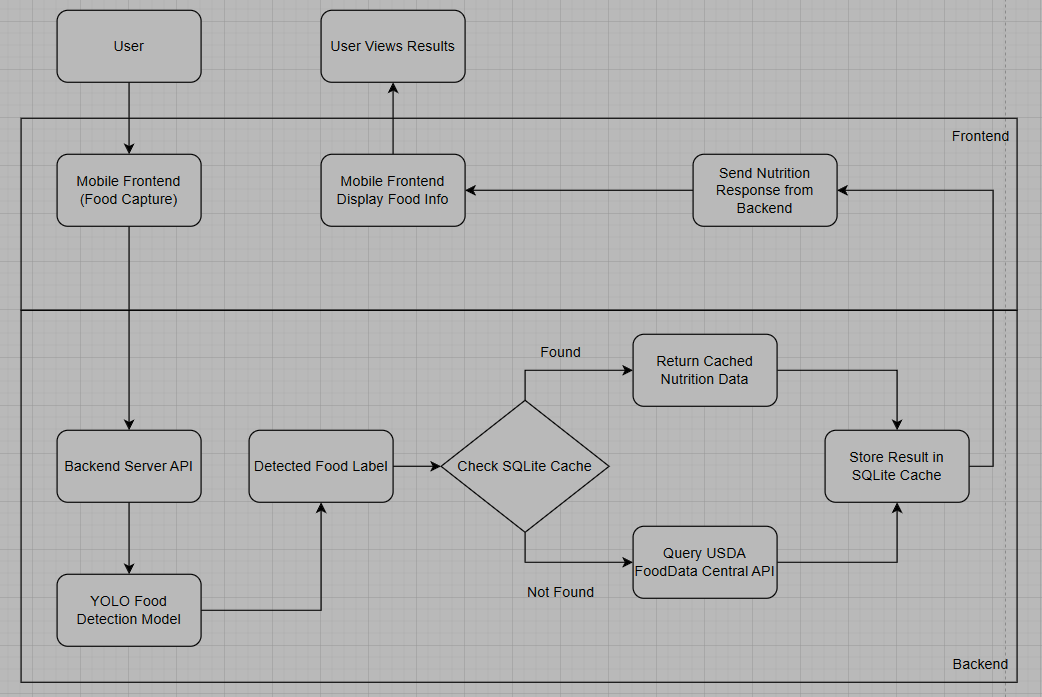 User
User Views Results
Frontend
Mobile Frontend
(Food Capture)
Mobile Frontend
Display Food Info
Send Nutrition
Response from
Backend
Found
Return Cached
Nutrition Data
Backend Server API
Detected Food Label
Check SQLite Cache
Store Result in
SQLite Cache
Query USDA
FoodData Central API
Not Found
YOLO Food
Detection Model
Backend